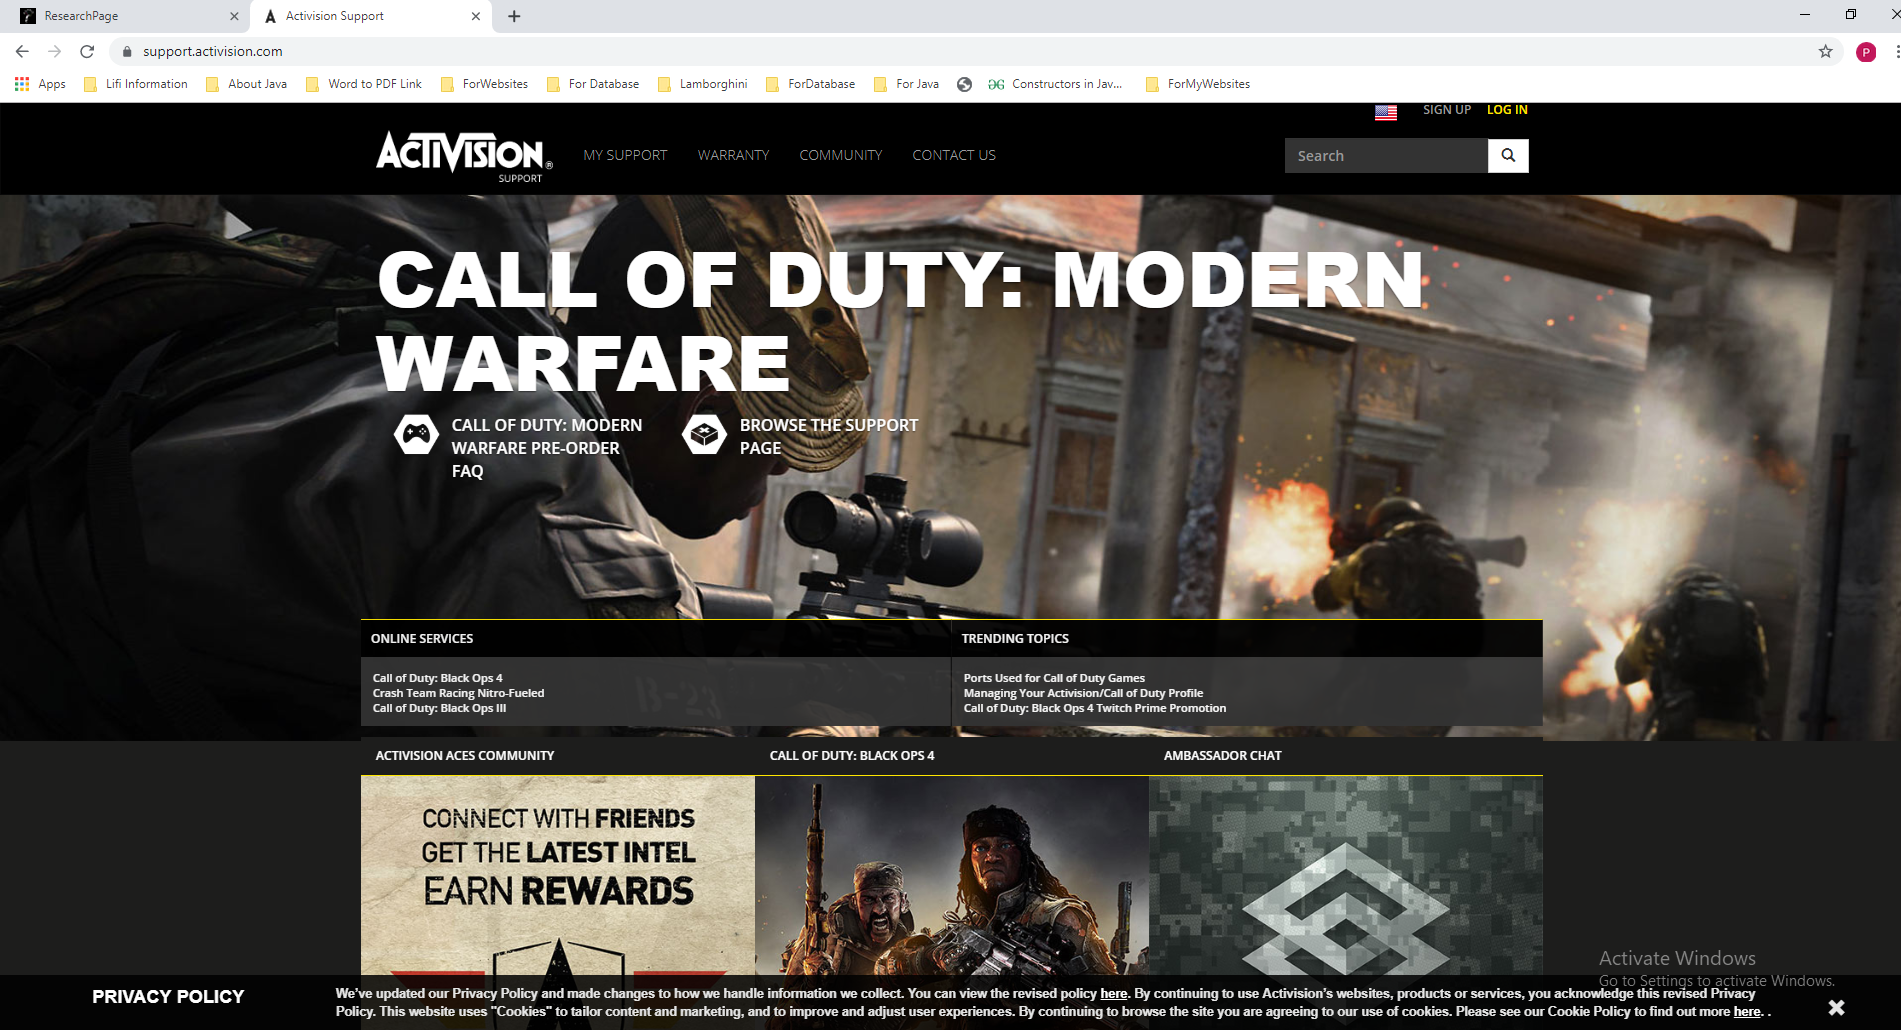 ResearchPage
Activision Support
support.activision.com
P
Apps
Lifi Information
About Java
Word to PDF Link
ForWebsites
For Database
Lamborghini
ForDatabase
For Java
Constructors in Jav...
ForMyWebsites
SIGN UP
LOG IN
ACTIVISION®
SUPPORT
MY SUPPORT
WARRANTY
COMMUNITY
CONTACT US
Search
CALL OF DUTY: MODERN
WARFARE
CALL OF DUTY: MODERN
WARFARE PRE-ORDER
FAQ
BROWSE THE SUPPORT
PAGE
ONLINE SERVICES
Call of Duty: Black Ops 4
Crash Team Racing Nitro-Fueled
Call of Duty: Black Ops III
B-23
TRENDING TOPICS
Ports Used for Call of Duty Games
Managing Your Activision/Call of Duty Profile
Call of Duty: Black Ops 4 Twitch Prime Promotion
ACTIVISION ACES COMMUNITY
CALL OF DUTY: BLACK OPS 4
AMBASSADOR CHAT
CONNECT WITH FRIENDS
GET THE LATEST INTEL
EARN REWARDS
Activate Windows
Go to Settings to activate Windows.
PRIVACY POLICY
We've updated our Privacy Policy and made changes to how we handle information we collect. You can view the revised policy here. By continuing to use Activision's websites, products or services, you acknowledge this revised Privacy
Policy. This website uses "Cookies" to tailor content and marketing, and to improve and adjust user experiences. By continuing to browse the site you are agreeing to our use of cookies. Please see our Cookie Policy to find out more here. .